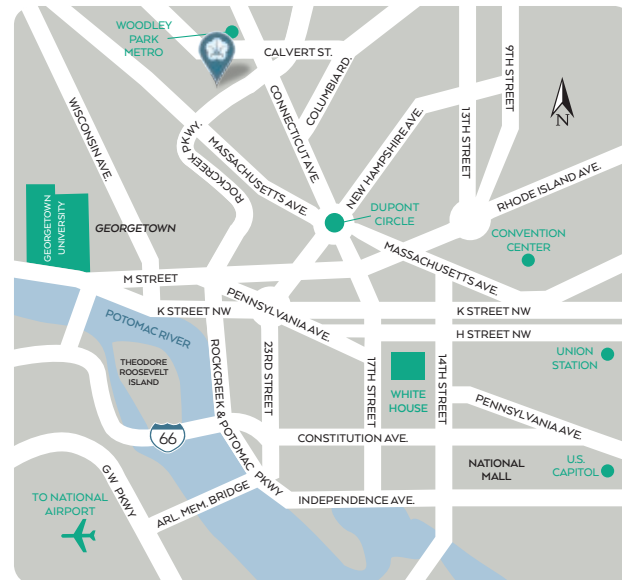 WOODLEY
PARK
METRO
CALVERT ST.
COLUMBIA RD.
CONNECTICUT AVE.
9TH STREET
13TH STREET
N
WISCONSIN AVE.
ROCKCREEK PKWY.
MASSACHUSETTS AVE.
NEW HAMPSHIRE AVE.
RHODE ISLAND AVE.
GEORGETOWN
UNIVERSITY
GEORGETOWN
DUPONT
CIRCLE
CONVENTION
CENTER
MASSACHUSETTS AVE.
M STREET
PENNSYLVANIA AVE.
K STREET NW
K STREET NW
H STREET NW
POTOMAC RIVER
THEODORE
ROOSEVELT
ISLAND
ROCKCREEK & POTOMAC PKWY
23RD STREET
17TH STREET
14TH STREET
WHITE
HOUSE
UNION
STATION
PENNSYLVANIA AVE.
66
CONSTITUTION AVE.
NATIONAL
MALL
U.S.
CAPITOL
G W PKWY
TO NATIONAL
AIRPORT
ARL. MEM. BRIDGE
INDEPENDENCE AVE.